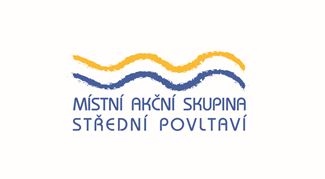 MÍSTNÍ AKČNÍ SKUPINA
STŘEDNÍ POVLTAVÍ